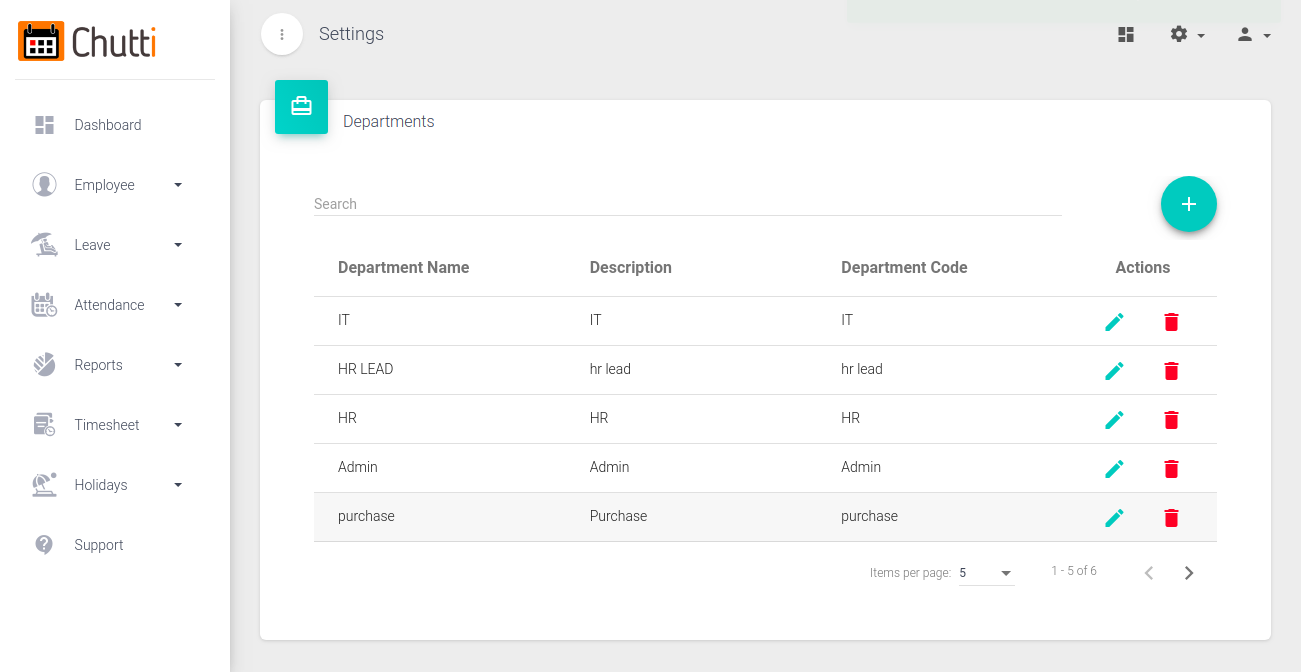 Chutti
Settings
Dashboard
Employee
Leave
Attendance
Reports
Timesheet
Holidays
Support
Departments
Search
Department Name Description Department Code Actions
IT IT IT
HR LEAD hr lead hr lead
HR HR HR
Admin Admin Admin
purchase Purchase purchase
Items per page: 5 1 - 5 of 6